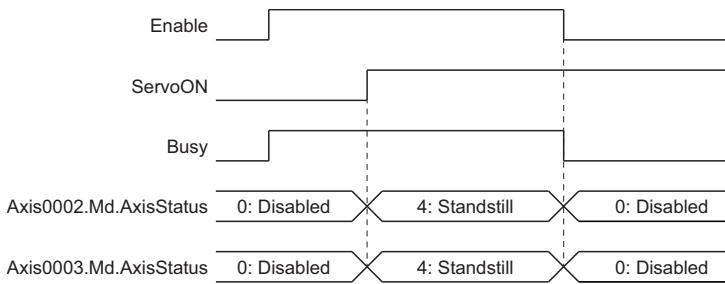 Enable
ServoON
Busy
Axis0002.Md.AxisStatus 0: Disabled 4: Standstill 0: Disabled
Axis0003.Md.AxisStatus 0: Disabled 4: Standstill 0: Disabled